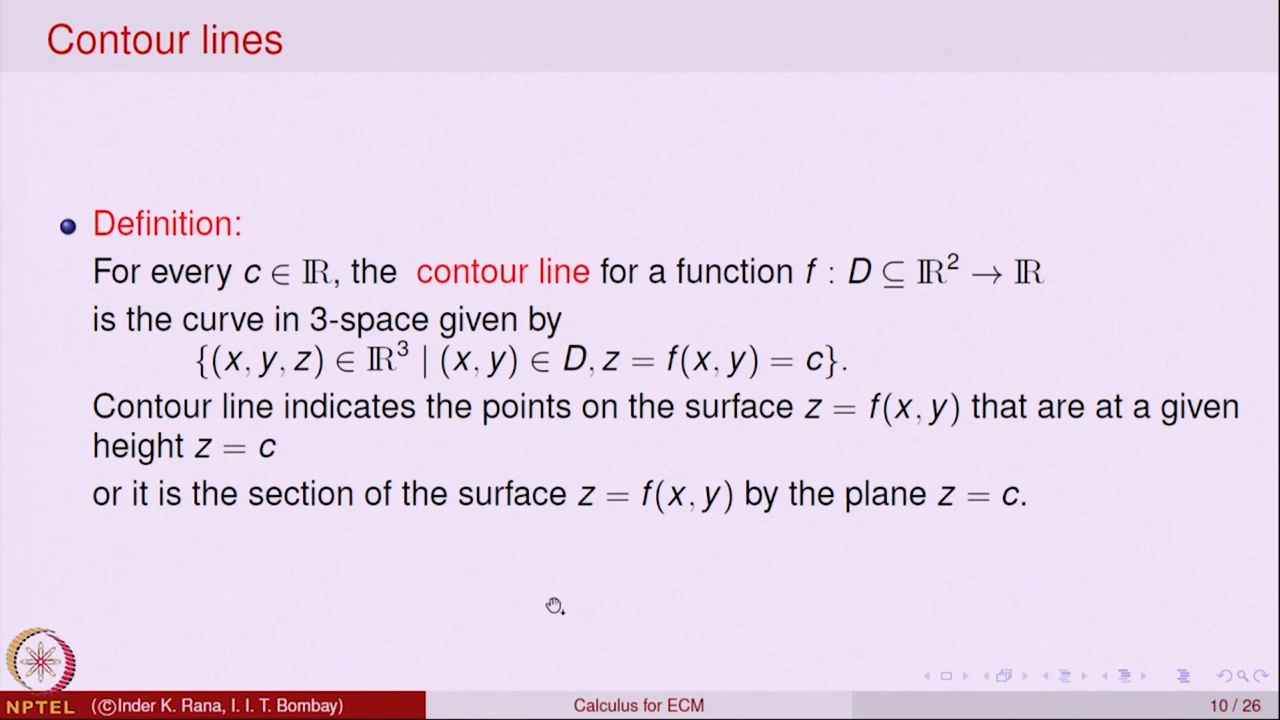 Contour lines
Definition:
For every c ∈ ℝ, the contour line for a function f : D ⊆ ℝ² → ℝ
is the curve in 3-space given by
{(x, y, z) ∈ ℝ³ | (x, y) ∈ D, z = f(x, y) = c}.
Contour line indicates the points on the surface z = f(x, y) that are at a given
height z = c
or it is the section of the surface z = f(x, y) by the plane z = c.
NPTEL (©Inder K. Rana, I. I. T. Bombay) Calculus for ECM 10 / 26